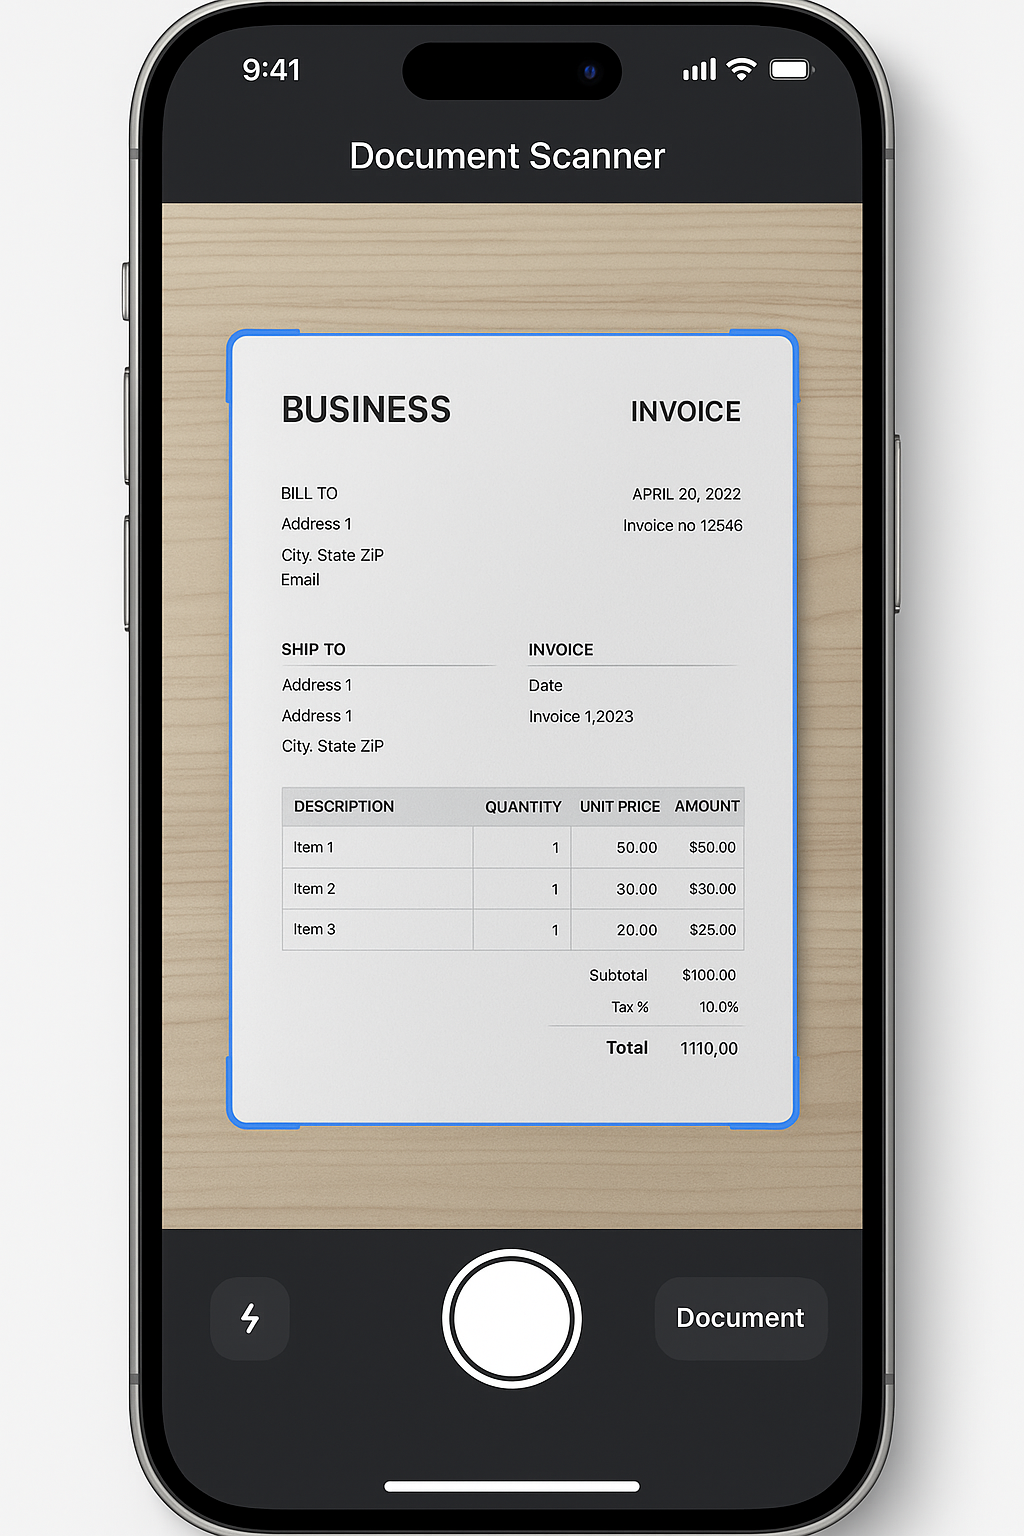 9:41
Document Scanner
BUSINESS
INVOICE
BILL TO
Address 1
City. State ZiP
Email
APRIL 20, 2022
Invoice no 12546
SHIP TO
Address 1
Address 1
City. State ZiP
INVOICE
Date
Invoice 1,2023
DESCRIPTION QUANTITY UNIT PRICE AMOUNT
Item 1 1 50.00 $50.00
Item 2 1 30.00 $30.00
Item 3 1 20.00 $25.00
Subtotal $100.00
Tax % 10.0%
Total 1110,00
Document